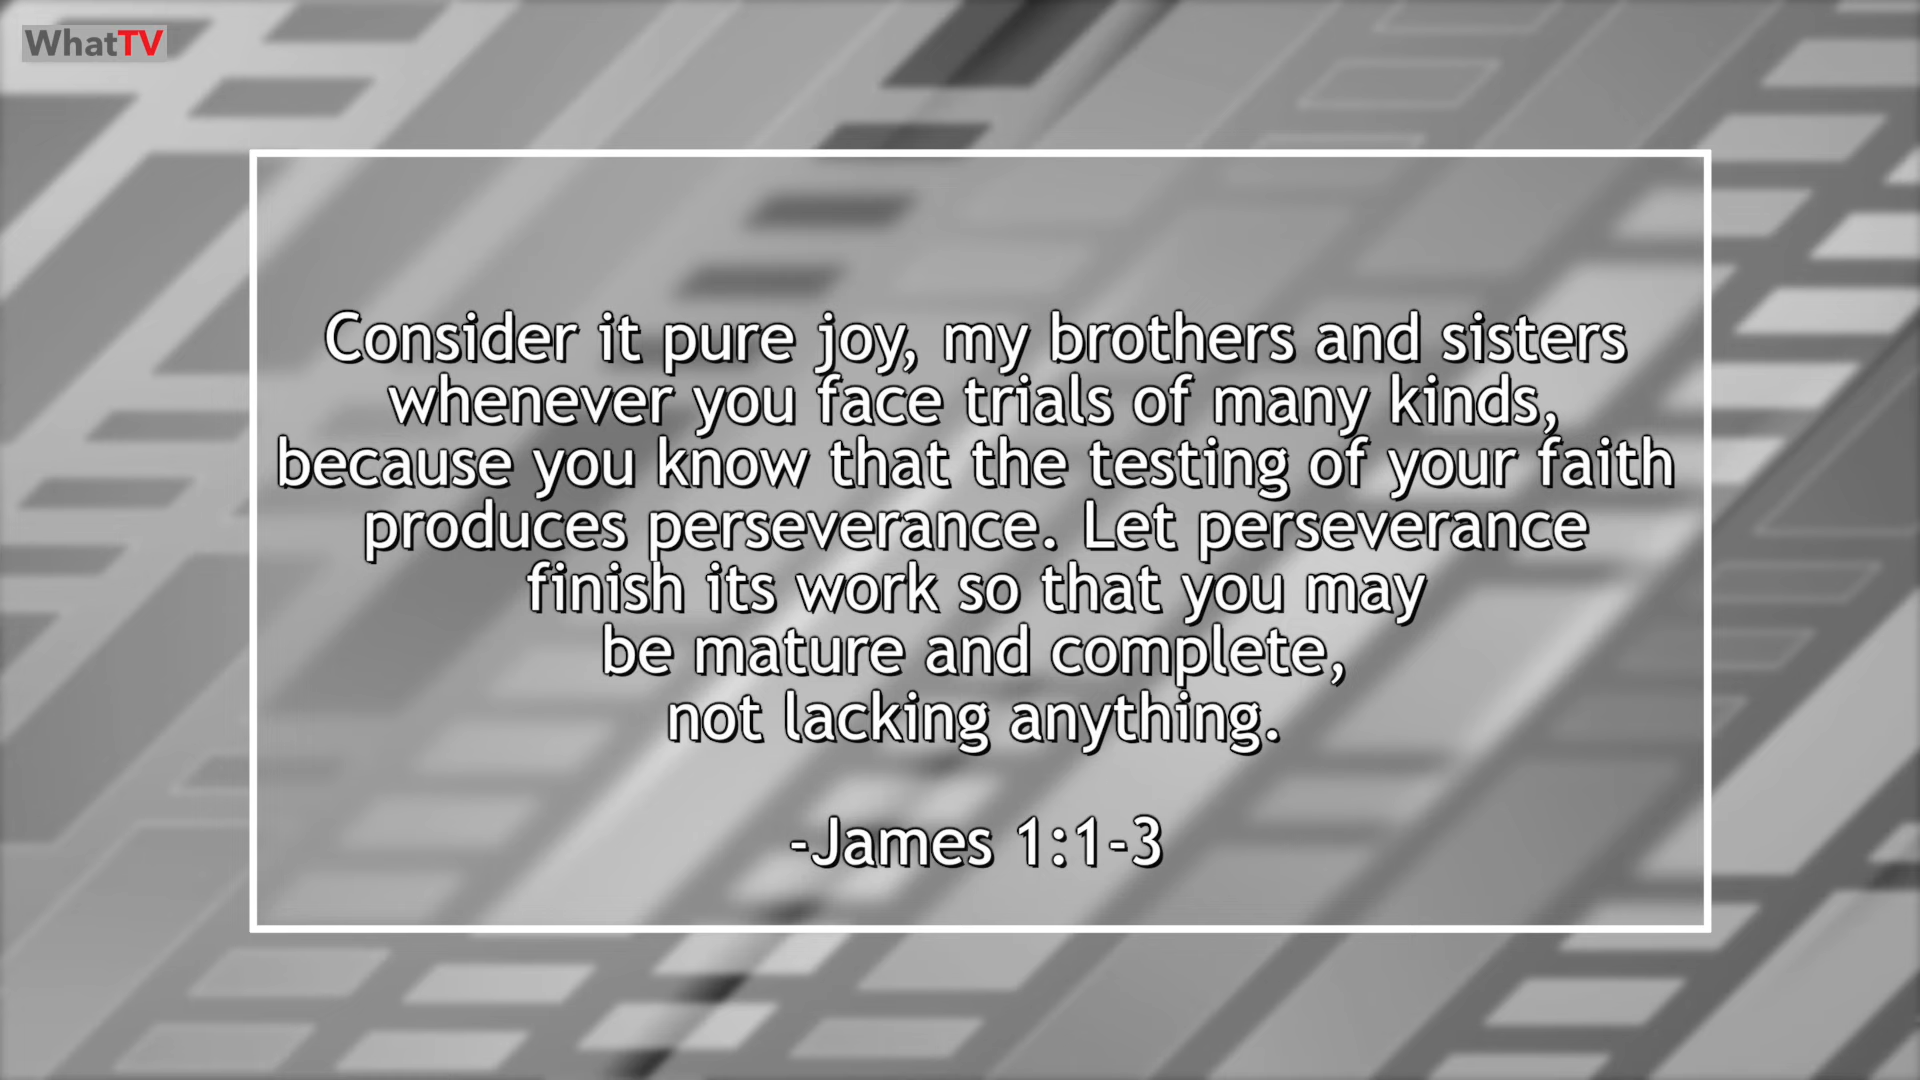 WhatTV
Consider it pure joy, my brothers and sisters
whenever you face trials of many kinds,
because you know that the testing of your faith
produces perseverance. Let perseverance
finish its work so that you may
be mature and complete,
not lacking anything.
-James 1:1-3